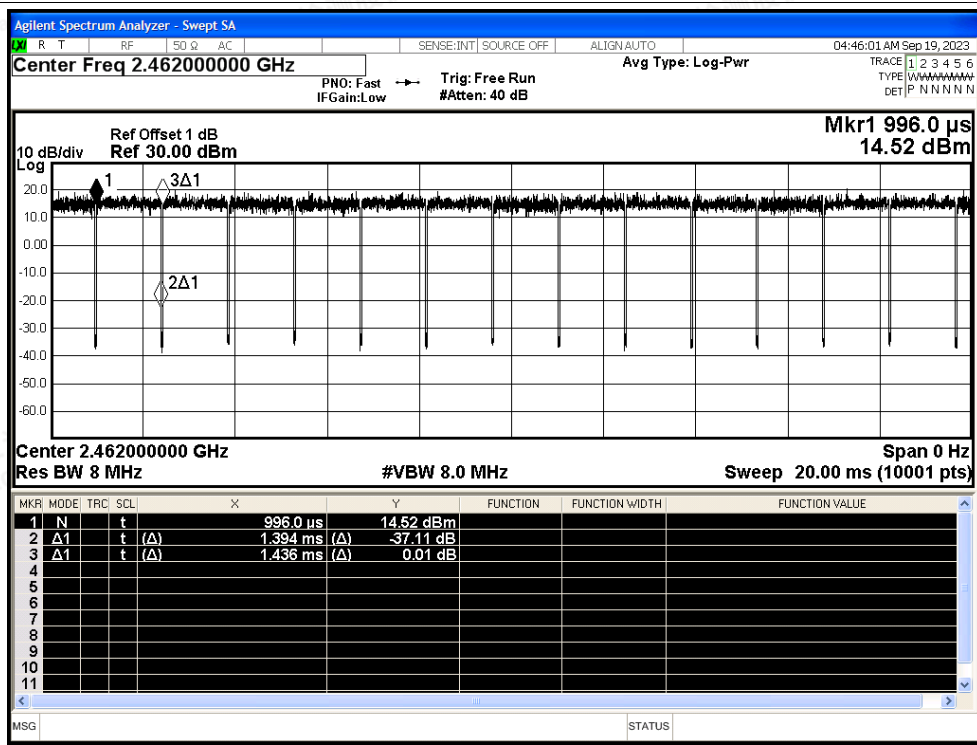 Agilent Spectrum Analyzer - Swept SA
LXI R T RF 50 Ω AC SENSE:INT SOURCE OFF ALIGN AUTO 04:46:01 AM Sep 19, 2023
Center Freq 2.462000000 GHz
PNO: Fast
IFGain:Low
Trig: Free Run
#Atten: 40 dB
Avg Type: Log-Pwr
TRACE 1 2 3 4 5 6
TYPE WWWWWW
DET P N N N N N
Ref Offset 1 dB
10 dB/div Ref 30.00 dBm
Log
Mkr1 996.0 µs
14.52 dBm
1
3Δ1
2Δ1
20.0
10.0
0.00
-10.0
-20.0
-30.0
-40.0
-50.0
-60.0
Center 2.462000000 GHz Span 0 Hz
Res BW 8 MHz #VBW 8.0 MHz Sweep 20.00 ms (10001 pts)
MKR MODE TRC SCL X Y FUNCTION FUNCTION WIDTH FUNCTION VALUE
1 N t 996.0 µs 14.52 dBm
2 Δ1 t (Δ) 1.394 ms (Δ) -37.11 dB
3 Δ1 t (Δ) 1.436 ms (Δ) 0.01 dB
4
5
6
7
8
9
10
11
MSG STATUS